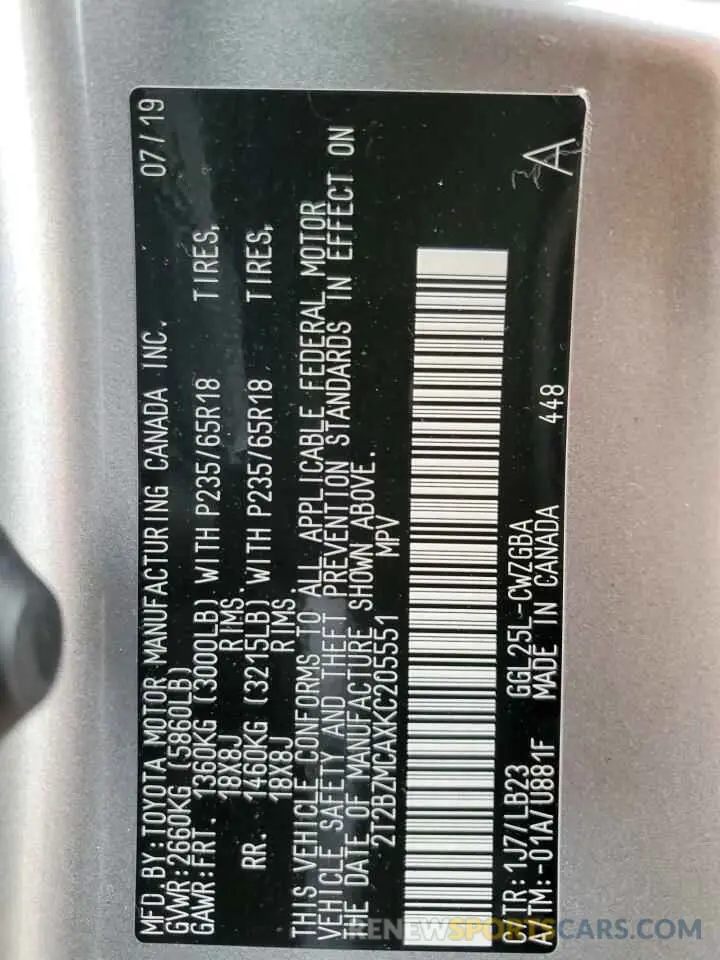 MFD.BY:TOYOTA MOTOR MANUFACTURING CANADA INC. 07/19
GVWR:2660KG (5860LB)
GAWR:FRT. 1360KG (3000LB) WITH P235/65R18 TIRES,
18X8J RIMS.
RR. 1460KG (3215LB) WITH P235/65R18 TIRES,
18X8J RIMS
THIS VEHICLE CONFORMS TO ALL APPLICABLE FEDERAL MOTOR
VEHICLE SAFETY AND THEFT PREVENTION STANDARDS IN EFFECT ON
THE DATE OF MANUFACTURE SHOWN ABOVE.
2T2BZMCAXKC205551 MPV
A
C/TR:1J7/LB23 GGL25L-CWZGBA
A/TM:-01A/U881F MADE IN CANADA 448
RENEWSPORTSCARS.COM